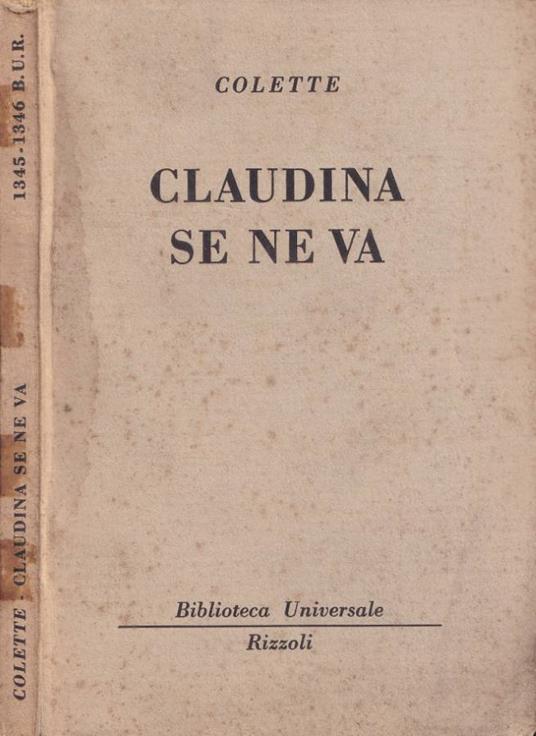 COLETTE
CLAUDINA
SE NE VA
Biblioteca Universale
Rizzoli
COLETTE - CLAUDINA SE NE VA 1345-1346 B.U.R.